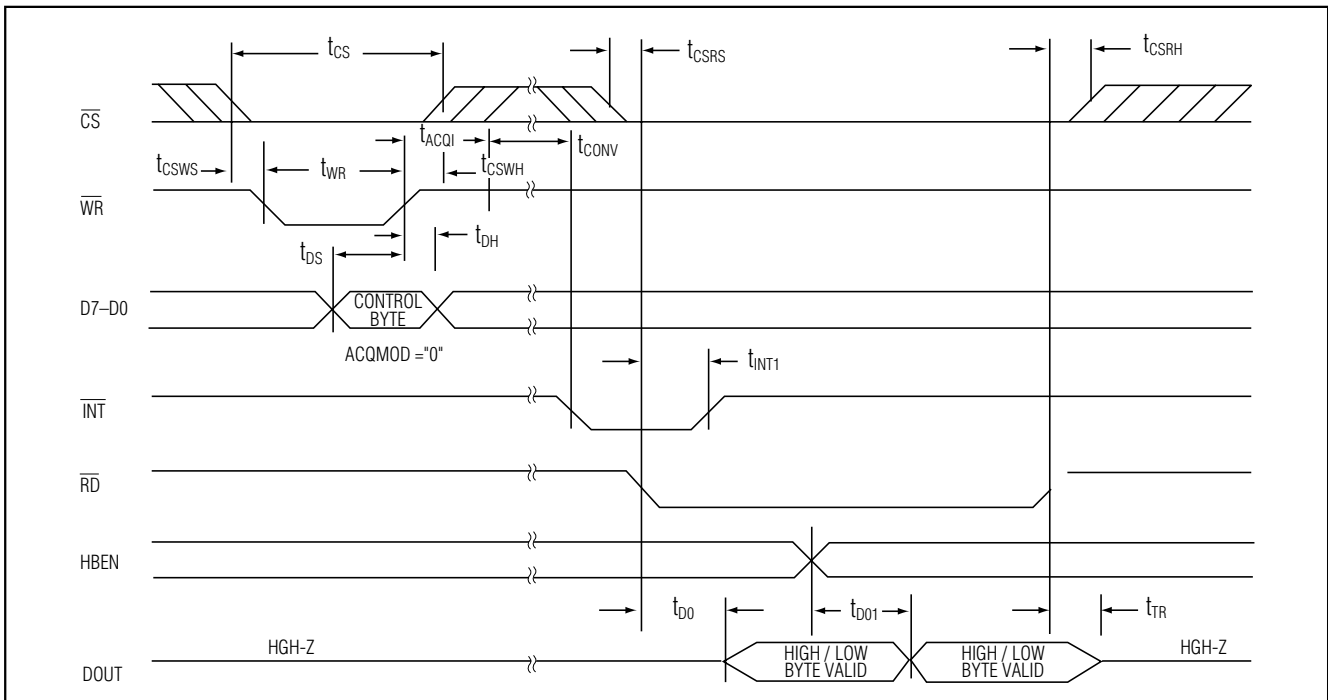 tCS
tCSRS
tCSRH
CS
tACQI
tCONV
tCSWS
tWR
tCSWH
WR
tDH
tDS
D7–D0
CONTROL
BYTE
ACQMOD ="0"
tINT1
INT
RD
HBEN
tD0
tD01
tTR
HGH-Z
HIGH / LOW
BYTE VALID
HIGH / LOW
BYTE VALID
HGH-Z
DOUT